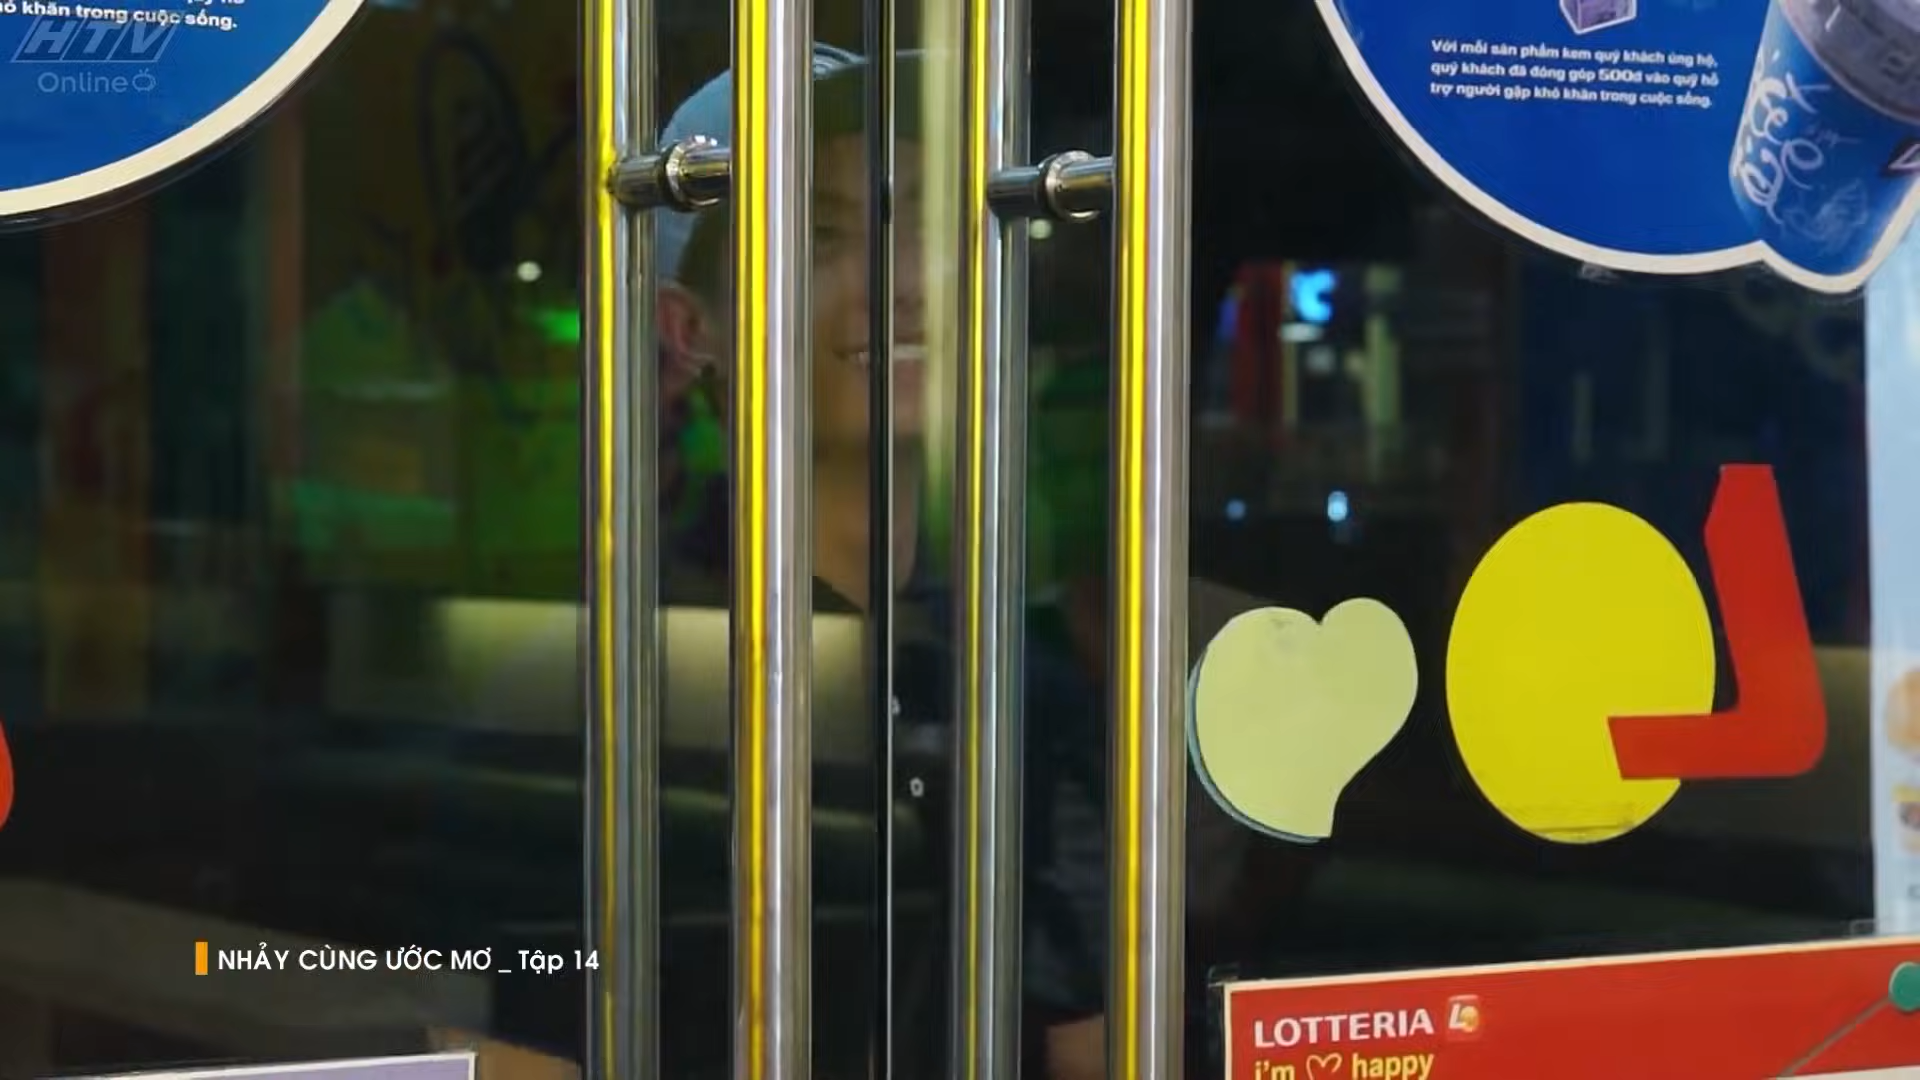 ó khăn trong cuộc sống.
HTV
Online
Với mỗi sản phẩm kem quý khách ủng hộ,
quý khách đã đóng góp 500đ vào quỹ hỗ
trợ người gặp khó khăn trong cuộc sống.
NHẢY CÙNG ƯỚC MƠ _ Tập 14
LOTTERIA
i'm ♡ happy